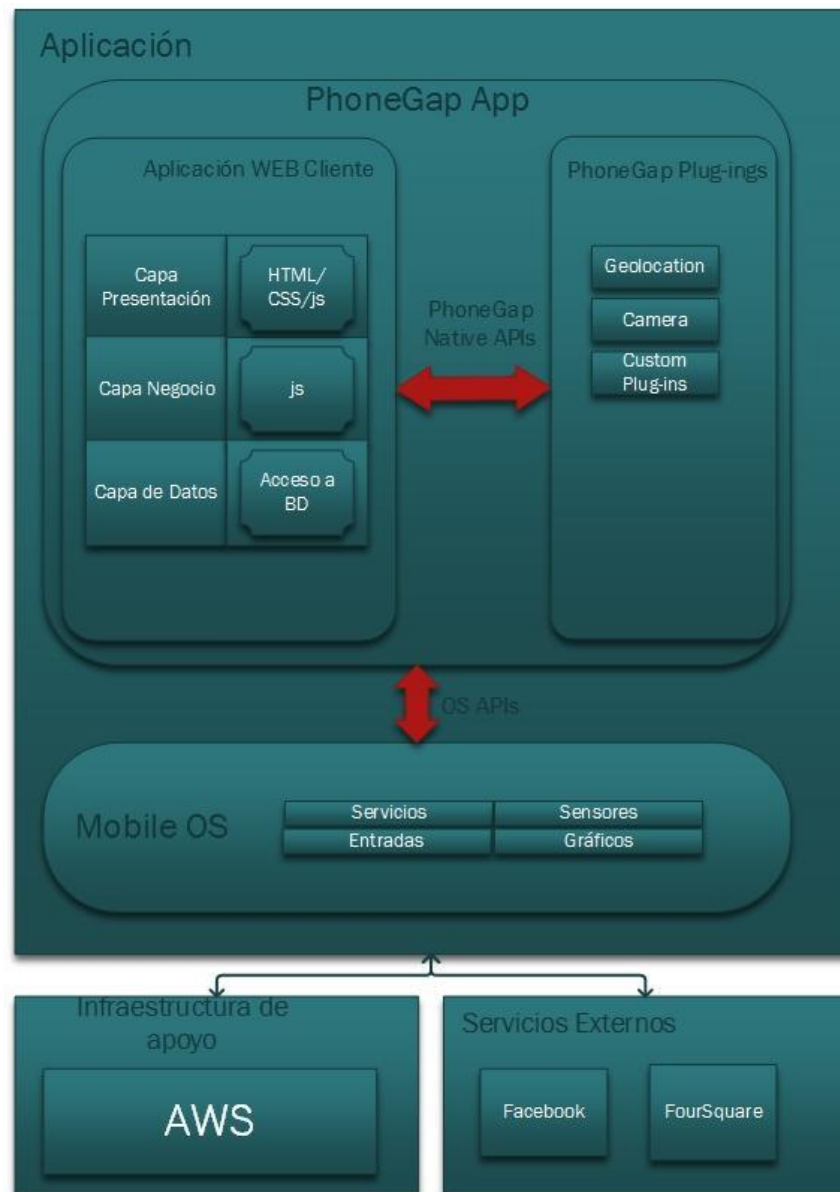 Aplicación
PhoneGap App
Aplicación WEB Cliente
PhoneGap Plug-ings
Capa
Presentación
HTML/
CSS/js
Capa Negocio
js
Capa de Datos
Acceso a
BD
PhoneGap
Native APIs
Geolocation
Camera
Custom
Plug-ins
OS APIs
Mobile OS
Servicios
Sensores
Entradas
Gráficos
Infraestructura de
apoyo
AWS
Servicios Externos
Facebook
FourSquare